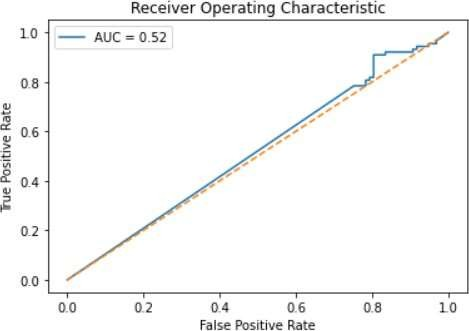 Receiver Operating Characteristic
AUC = 0.52
1.0
0.8
0.6
0.4
0.2
0.0
True Positive Rate
0.0 0.2 0.4 0.6 0.8 1.0
False Positive Rate